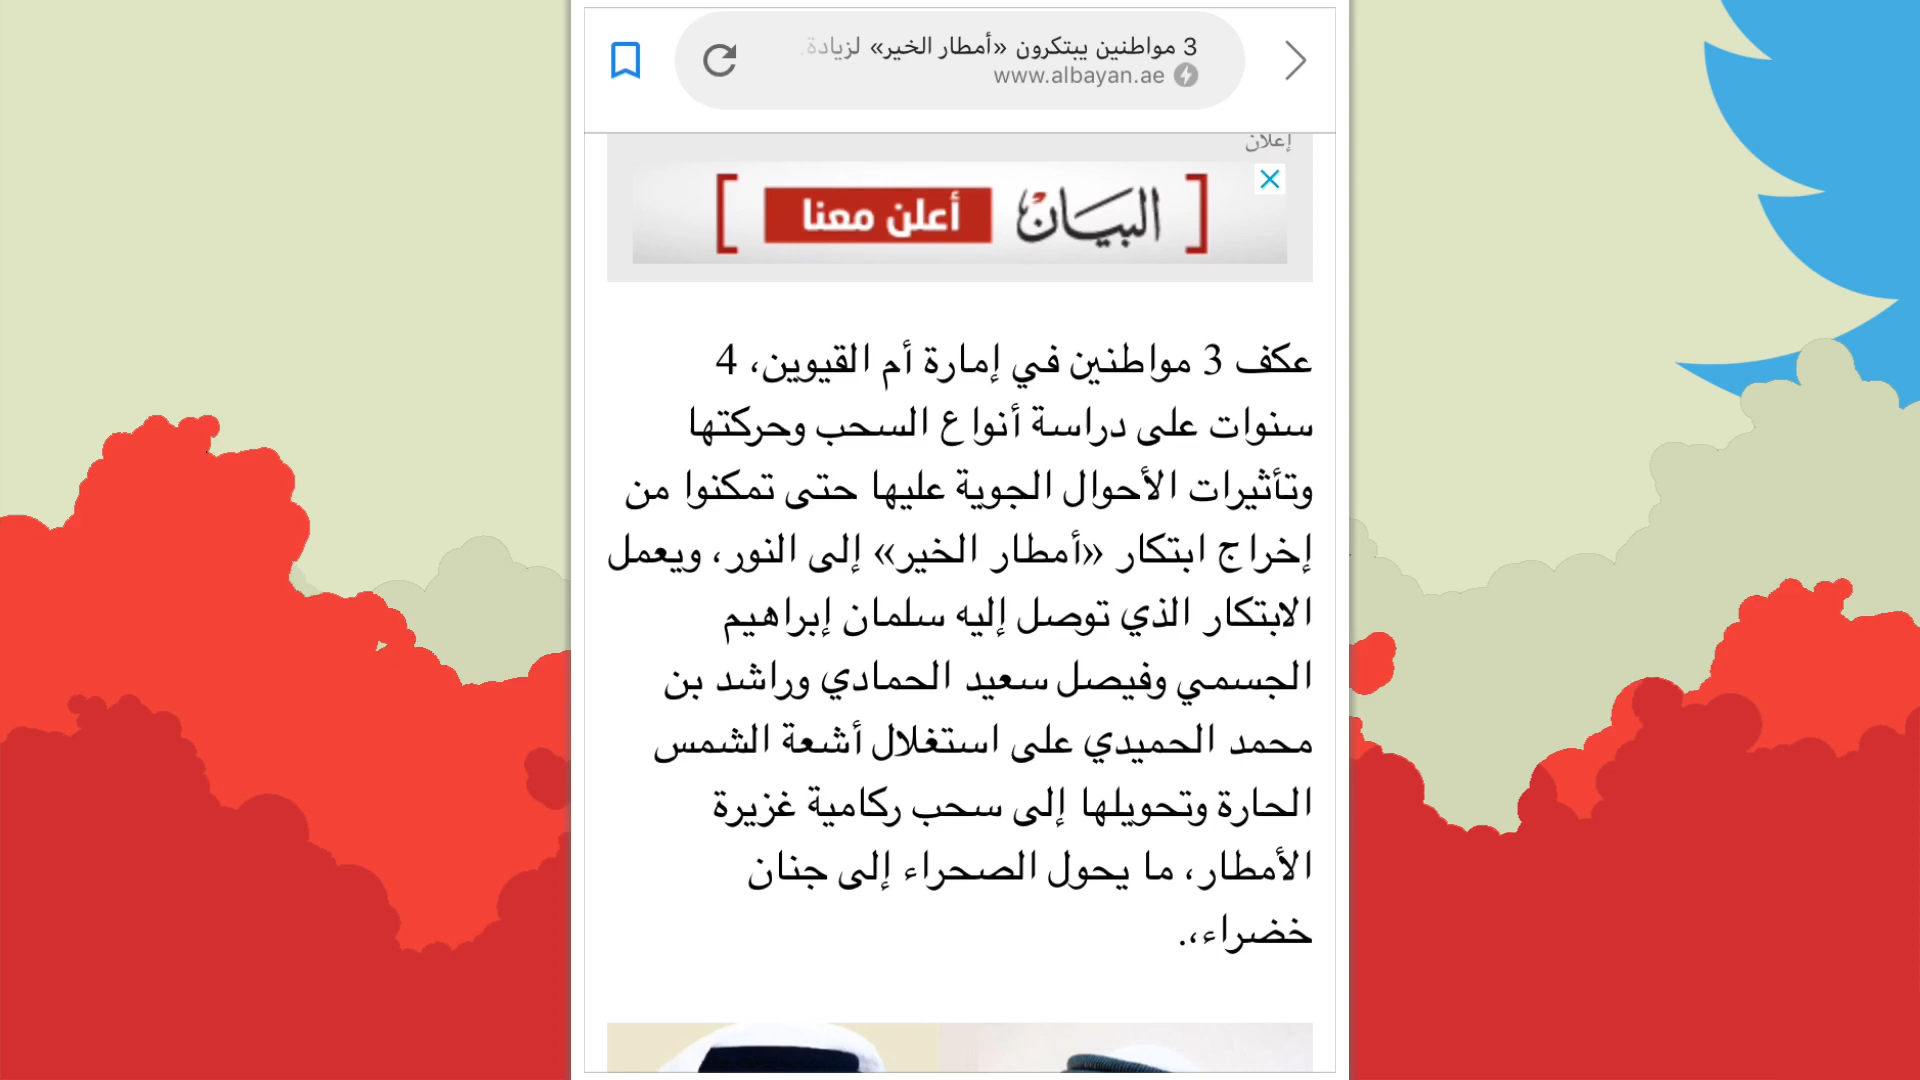 3 مواطنين يبتكرون «أمطار الخير» لزيادة
www.albayan.ae
إعلان
البيان
أعلن معنا
عكف 3 مواطنين في إمارة أم القيوين، 4
سنوات على دراسة أنواع السحب وحركتها
وتأثيرات الأحوال الجوية عليها حتى تمكنوا من
إخراج ابتكار «أمطار الخير» إلى النور، ويعمل
الابتكار الذي توصل إليه سلمان إبراهيم
الجسمي وفيصل سعيد الحمادي وراشد بن
محمد الحميدي على استغلال أشعة الشمس
الحارة وتحويلها إلى سحب ركامية غزيرة
الأمطار، ما يحول الصحراء إلى جنان
خضراء،.